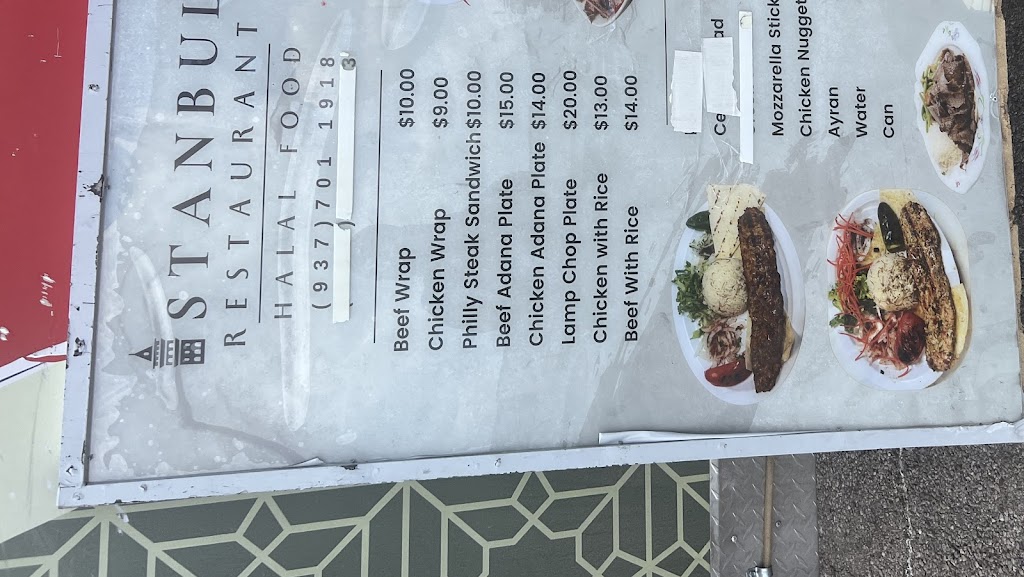 ISTANBUL
RESTAURANT
HALAL FOOD
(937)701 1918
Beef Wrap $10.00
Chicken Wrap $9.00
Philly Steak Sandwich $10.00
Beef Adana Plate $15.00
Chicken Adana Plate $14.00
Lamp Chop Plate $20.00
Chicken with Rice $13.00
Beef With Rice $14.00
Mozzarella Stick
Chicken Nugget
Ayran
Water
Can